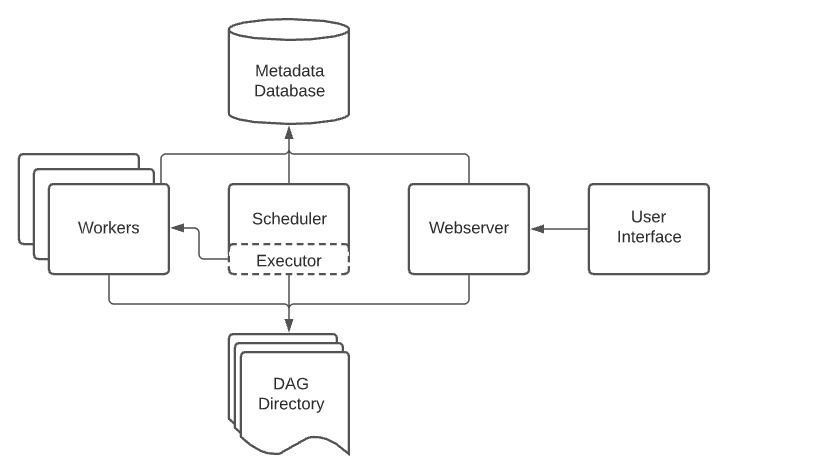 Metadata
Database
Workers
Scheduler
Executor
Webserver
User
Interface
DAG
Directory